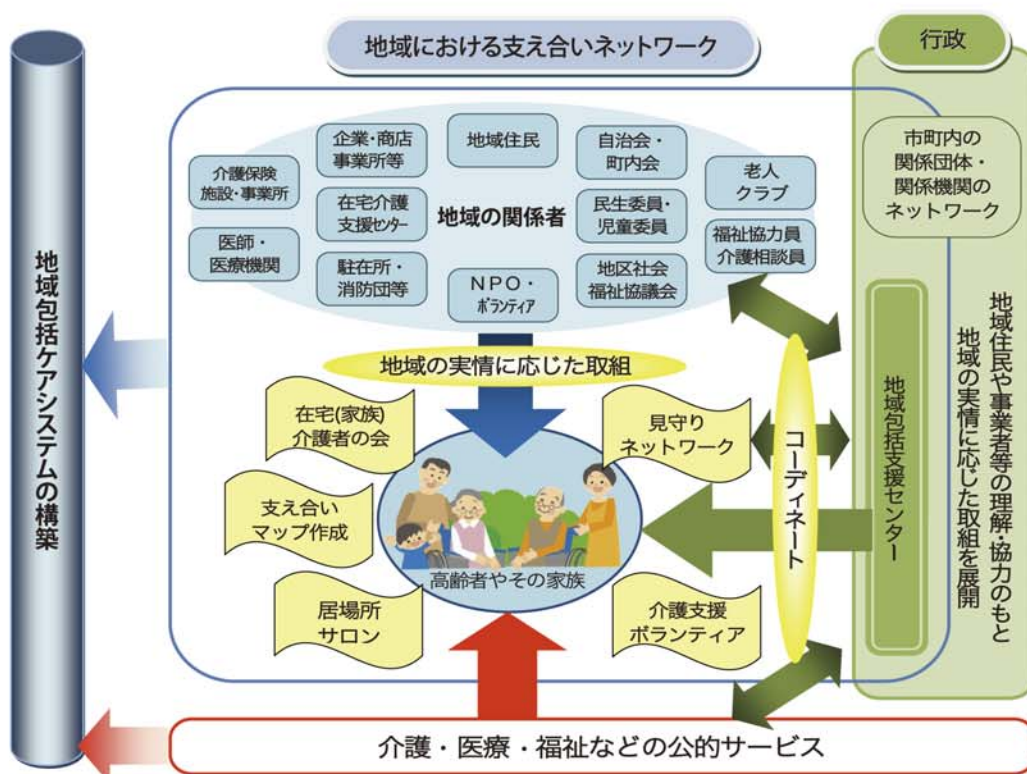 地域における支え合いネットワーク
行政
地域包括ケアシステムの構築
企業・商店
事業所等
地域住民
自治会・
町内会
介護保険
施設・事業所
在宅介護
支援センター
地域の関係者
民生委員・
児童委員
老人
クラブ
医師・
医療機関
駐在所・
消防団等
NPO・
ボランティア
地区社会
福祉協議会
福祉協力員
介護相談員
市町内の
関係団体・
関係機関の
ネットワーク
地域の実情に応じた取組
在宅(家族)
介護者の会
見守り
ネットワーク
支え合い
マップ作成
高齢者やその家族
居場所
サロン
介護支援
ボランティア
コーディネート
地域包括支援センター
地域住民や事業者等の理解・協力のもと
地域の実情に応じた取組を展開
介護・医療・福祉などの公的サービス